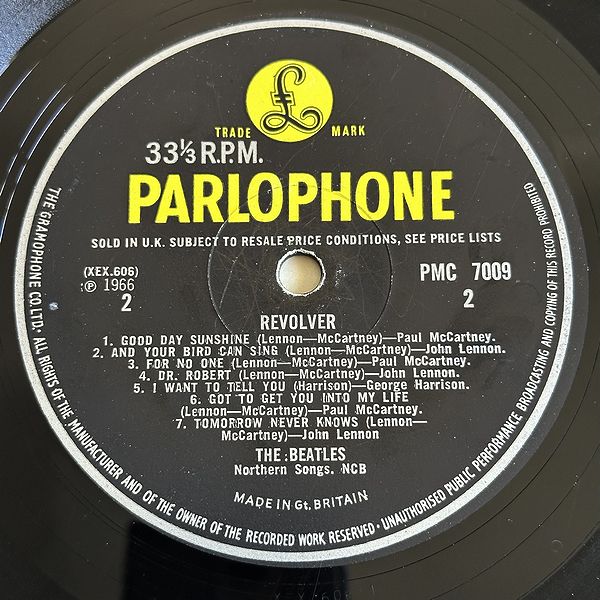 TRADE MARK
33⅓ R.P.M.
PARLOPHONE
SOLD IN U.K. SUBJECT TO RESALE PRICE CONDITIONS, SEE PRICE LISTS
(XEX.606)
℗ 1966
2
PMC 7009
2
REVOLVER
1. GOOD DAY SUNSHINE (Lennon—McCartney)—Paul McCartney.
2. AND YOUR BIRD CAN SING (Lennon—McCartney)—John Lennon.
3. FOR NO ONE (Lennon—McCartney)—Paul McCartney.
4. DR. ROBERT (Lennon—McCartney)—John Lennon.
5. I WANT TO TELL YOU (Harrison)—George Harrison.
6. GOT TO GET YOU INTO MY LIFE
(Lennon—McCartney)—Paul McCartney.
7. TOMORROW NEVER KNOWS (Lennon—
McCartney)—John Lennon
THE BEATLES
Northern Songs. NCB
MADE IN Gt. BRITAIN
THE GRAMOPHONE CO. LTD. ALL RIGHTS OF THE MANUFACTURER AND OF THE OWNER OF THE RECORDED WORK RESERVED · UNAUTHORISED PUBLIC PERFORMANCE BROADCASTING AND COPYING OF THIS RECORD PROHIBITED